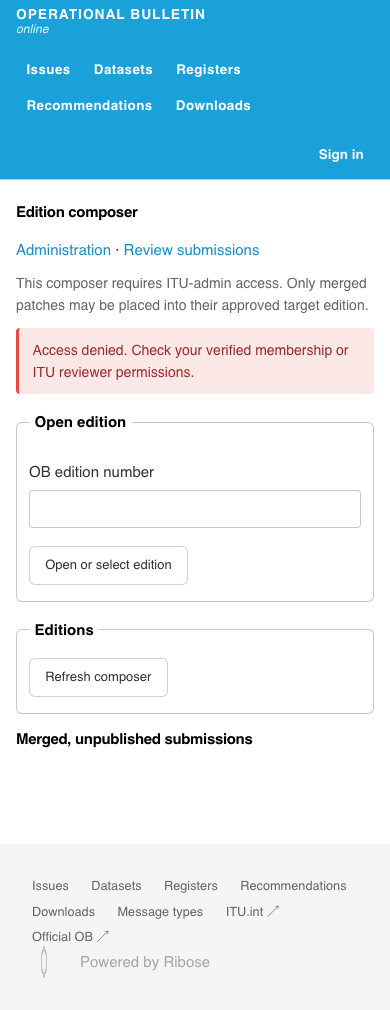 OPERATIONAL BULLETIN
online
Issues Datasets Registers
Recommendations Downloads
Sign in
Edition composer
Administration · Review submissions
This composer requires ITU-admin access. Only merged
patches may be placed into their approved target edition.
Access denied. Check your verified membership or
ITU reviewer permissions.
Open edition
OB edition number
Open or select edition
Editions
Refresh composer
Merged, unpublished submissions
Issues Datasets Registers Recommendations
Downloads Message types ITU.int ↗
Official OB ↗
Powered by Ribose